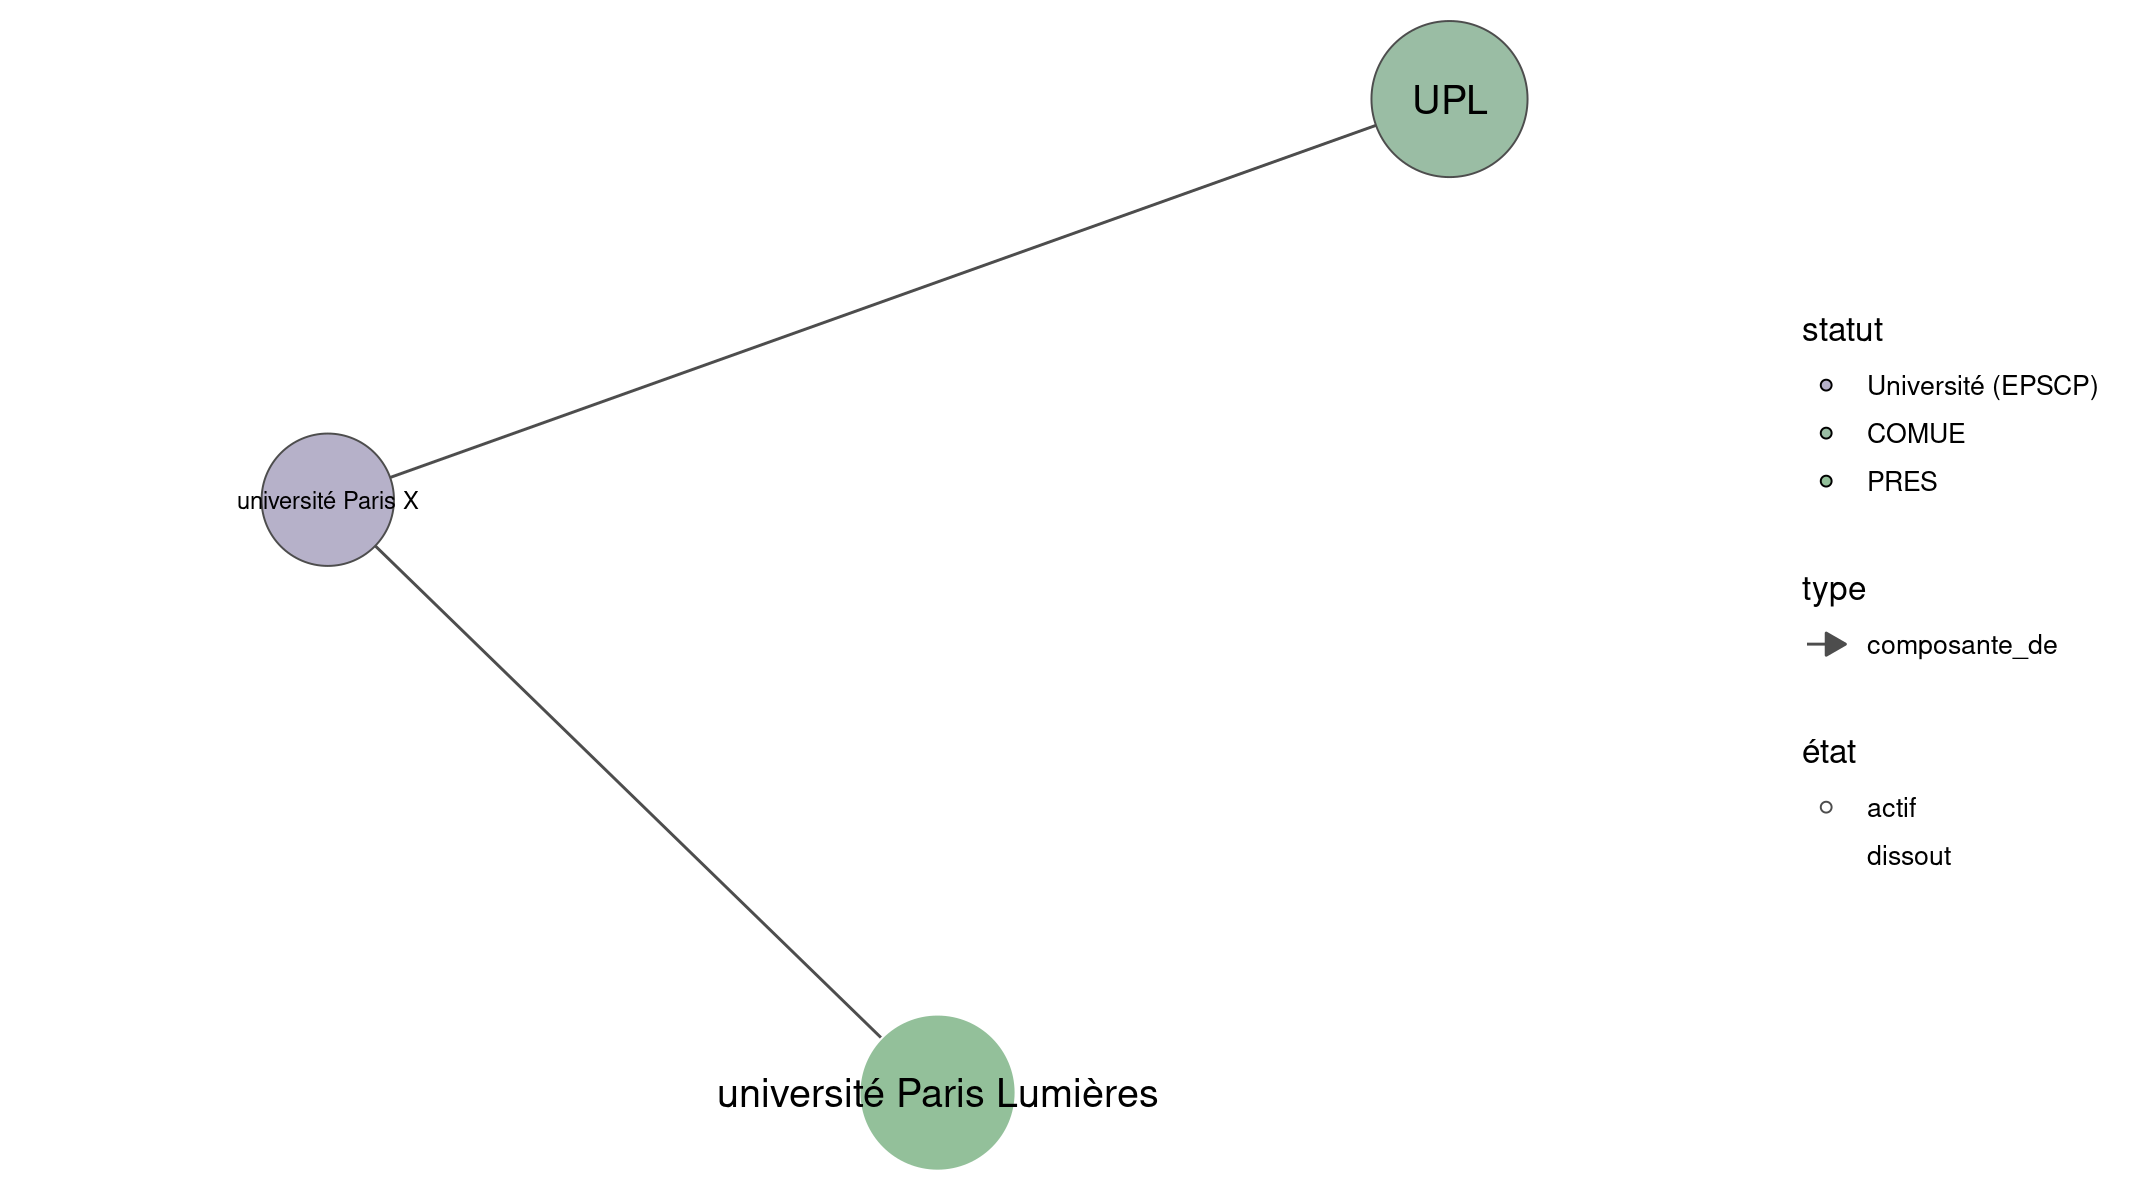 UPL
université Paris X
université Paris Lumières
statut
Université (EPSCP)
COMUE
PRES
type
composante_de
état
actif
dissout